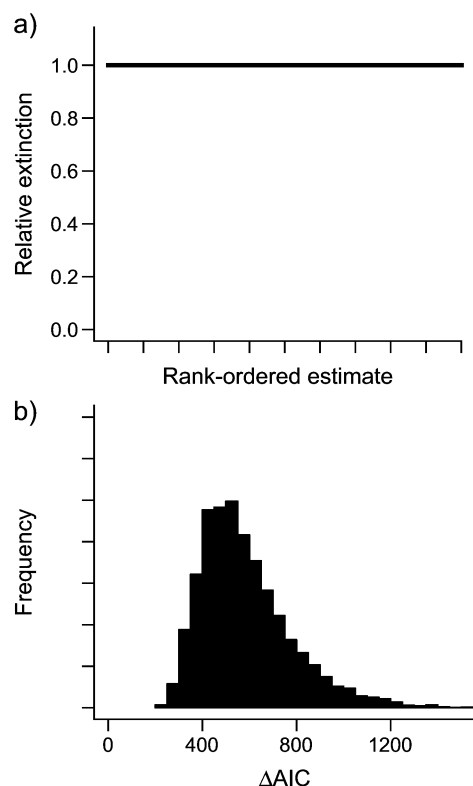 a)
Relative extinction
1.0
0.8
0.6
0.4
0.2
0.0
Rank-ordered estimate
b)
Frequency
0 400 800 1200
ΔAIC